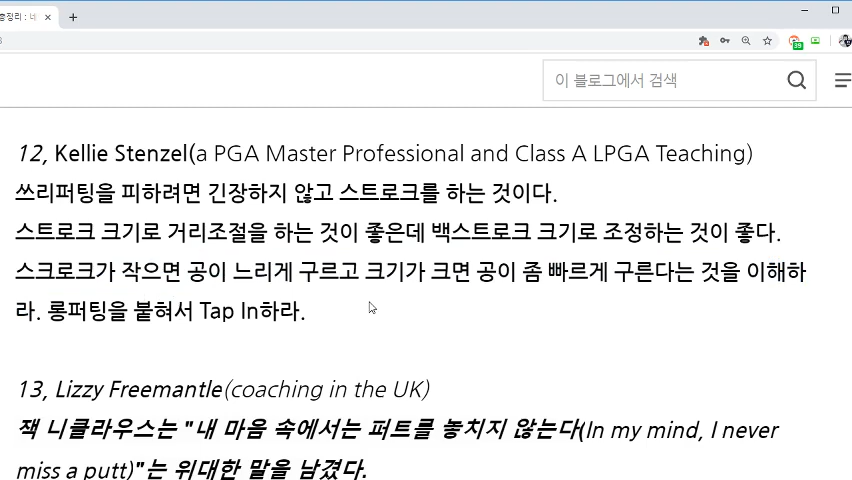 총정리 : 네
39
이 블로그에서 검색
12, Kellie Stenzel(a PGA Master Professional and Class A LPGA Teaching)
쓰리퍼팅을 피하려면 긴장하지 않고 스트로크를 하는 것이다.
스트로크 크기로 거리조절을 하는 것이 좋은데 백스트로크 크기로 조정하는 것이 좋다.
스크로크가 작으면 공이 느리게 구르고 크기가 크면 공이 좀 빠르게 구른다는 것을 이해하
라. 롱퍼팅을 붙혀서 Tap In하라.
13, Lizzy Freemantle(coaching in the UK)
잭 니클라우스는 "내 마음 속에서는 퍼트를 놓치지 않는다(In my mind, I never
miss a putt)"는 위대한 말을 남겼다.